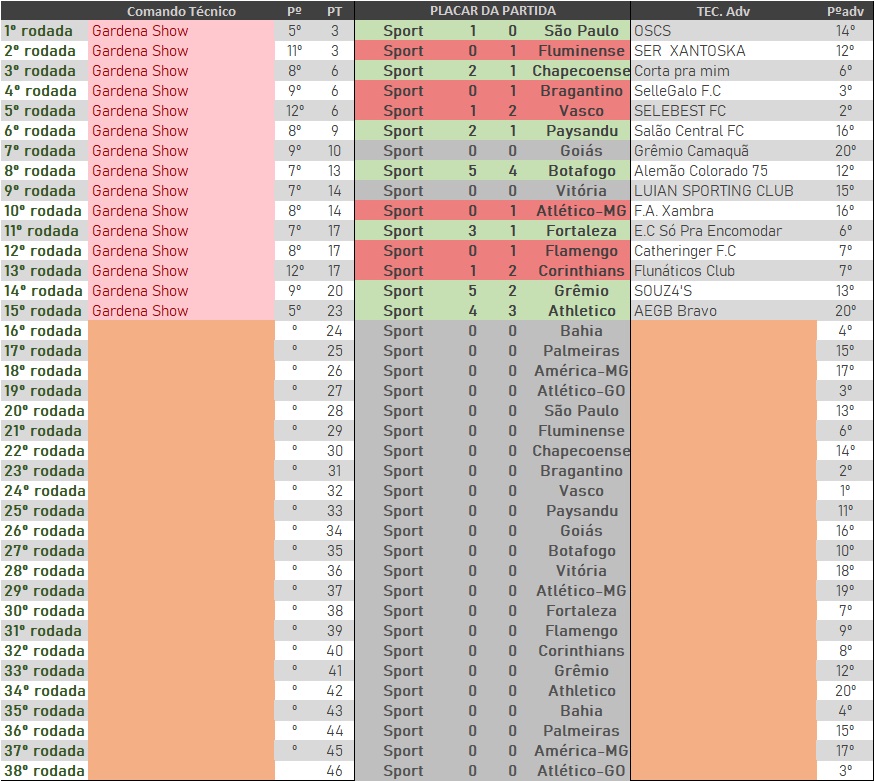 Comando Técnico Pº PT PLACAR DA PARTIDA TEC. Adv Pºadv
1º rodada Gardena Show 5º 3 Sport 1 0 São Paulo OSCS 14º
2º rodada Gardena Show 11º 3 Sport 0 1 Fluminense SER XANTOSKA 12º
3º rodada Gardena Show 8º 6 Sport 2 1 Chapecoense Corta pra mim 6º
4º rodada Gardena Show 9º 6 Sport 0 1 Bragantino SelleGalo F.C 3º
5º rodada Gardena Show 12º 6 Sport 1 2 Vasco SELEBEST FC 2º
6º rodada Gardena Show 8º 9 Sport 2 1 Paysandu Salão Central FC 16º
7º rodada Gardena Show 9º 10 Sport 0 0 Goiás Grêmio Camaquã 20º
8º rodada Gardena Show 7º 13 Sport 5 4 Botafogo Alemão Colorado 75 12º
9º rodada Gardena Show 7º 14 Sport 0 0 Vitória LUIAN SPORTING CLUB 15º
10º rodada Gardena Show 8º 14 Sport 0 1 Atlético-MG F.A. Xambra 16º
11º rodada Gardena Show 7º 17 Sport 3 1 Fortaleza E.C Só Pra Encomodar 6º
12º rodada Gardena Show 8º 17 Sport 0 1 Flamengo Catheringer F.C 7º
13º rodada Gardena Show 12º 17 Sport 1 2 Corinthians Flunáticos Club 7º
14º rodada Gardena Show 9º 20 Sport 5 2 Grêmio SOUZ4'S 13º
15º rodada Gardena Show 5º 23 Sport 4 3 Athletico AEGB Bravo 20º
16º rodada º 24 Sport 0 0 Bahia 4º
17º rodada º 25 Sport 0 0 Palmeiras 15º
18º rodada º 26 Sport 0 0 América-MG 17º
19º rodada º 27 Sport 0 0 Atlético-GO 3º
20º rodada º 28 Sport 0 0 São Paulo 13º
21º rodada º 29 Sport 0 0 Fluminense 6º
22º rodada º 30 Sport 0 0 Chapecoense 14º
23º rodada º 31 Sport 0 0 Bragantino 2º
24º rodada º 32 Sport 0 0 Vasco 1º
25º rodada º 33 Sport 0 0 Paysandu 11º
26º rodada º 34 Sport 0 0 Goiás 16º
27º rodada º 35 Sport 0 0 Botafogo 10º
28º rodada º 36 Sport 0 0 Vitória 18º
29º rodada º 37 Sport 0 0 Atlético-MG 19º
30º rodada º 38 Sport 0 0 Fortaleza 7º
31º rodada º 39 Sport 0 0 Flamengo 9º
32º rodada º 40 Sport 0 0 Corinthians 8º
33º rodada º 41 Sport 0 0 Grêmio 12º
34º rodada º 42 Sport 0 0 Athletico 20º
35º rodada º 43 Sport 0 0 Bahia 4º
36º rodada º 44 Sport 0 0 Palmeiras 15º
37º rodada º 45 Sport 0 0 América-MG 17º
38º rodada 46 Sport 0 0 Atlético-GO 3º